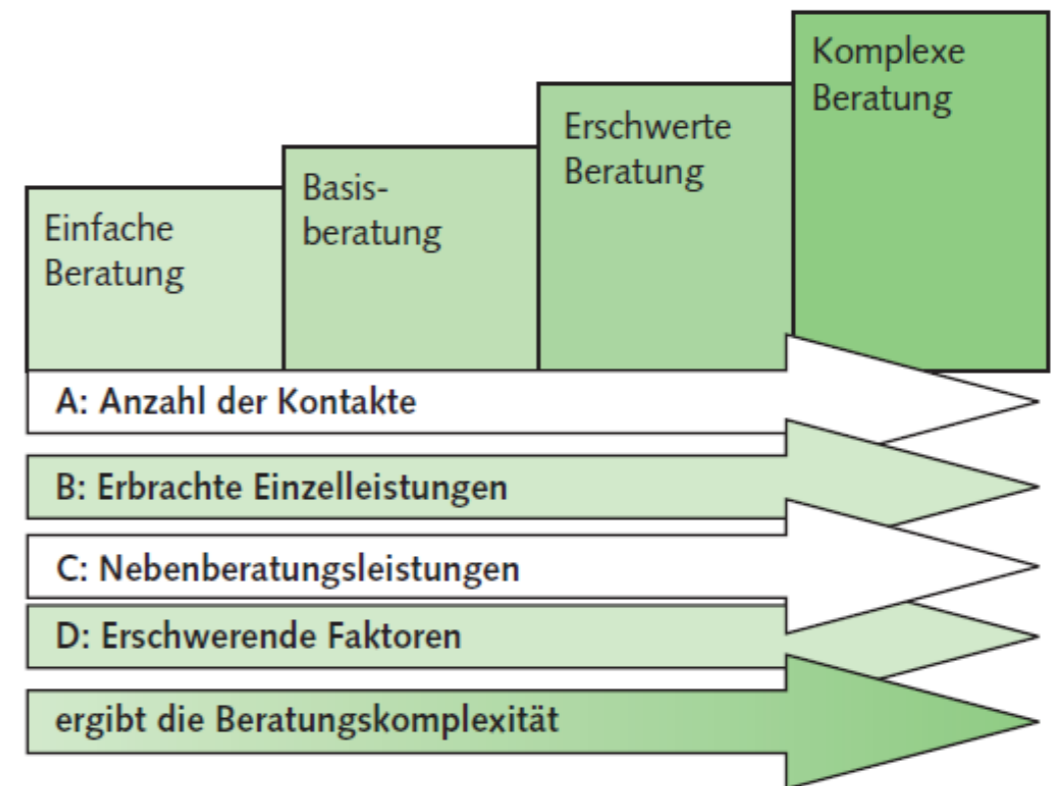 Einfache
Beratung
Basis-
beratung
Erschwerte
Beratung
Komplexe
Beratung
A: Anzahl der Kontakte
B: Erbrachte Einzelleistungen
C: Nebenberatungsleistungen
D: Erschwerende Faktoren
ergibt die Beratungskomplexität